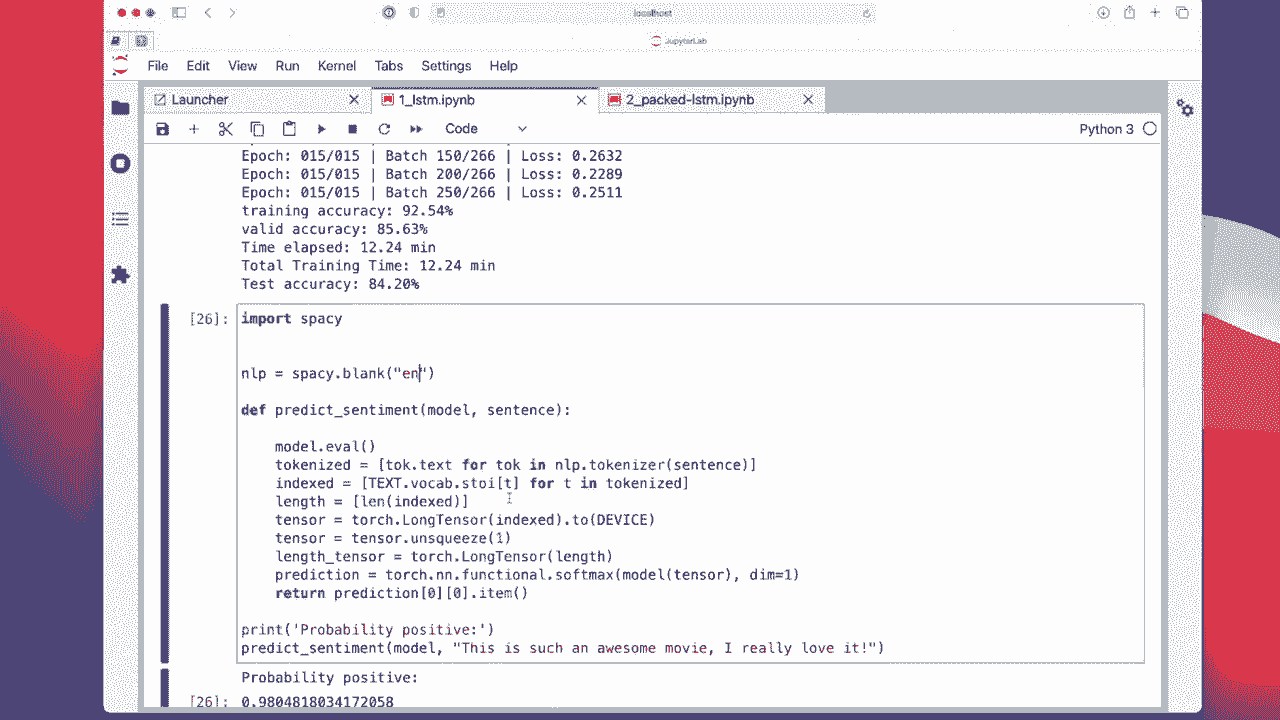 localhost
JupyterLab
File Edit View Run Kernel Tabs Settings Help
Launcher 1_lstm.ipynb 2_packed-lstm.ipynb
Code Python 3
Epoch: 015/015 | Batch 150/266 | Loss: 0.2632
Epoch: 015/015 | Batch 200/266 | Loss: 0.2289
Epoch: 015/015 | Batch 250/266 | Loss: 0.2511
training accuracy: 92.54%
valid accuracy: 85.63%
Time elapsed: 12.24 min
Total Training Time: 12.24 min
Test accuracy: 84.20%
[26]: import spacy
nlp = spacy.blank("en")
def predict_sentiment(model, sentence):
model.eval()
tokenized = [tok.text for tok in nlp.tokenizer(sentence)]
indexed = [TEXT.vocab.stoi[t] for t in tokenized]
length = [len(indexed)]
tensor = torch.LongTensor(indexed).to(DEVICE)
tensor = tensor.unsqueeze(1)
length_tensor = torch.LongTensor(length)
prediction = torch.nn.functional.softmax(model(tensor), dim=1)
return prediction[0][0].item()
print('Probability positive:')
predict_sentiment(model, "This is such an awesome movie, I really love it!")
Probability positive:
[26]: 0.9804818034172058